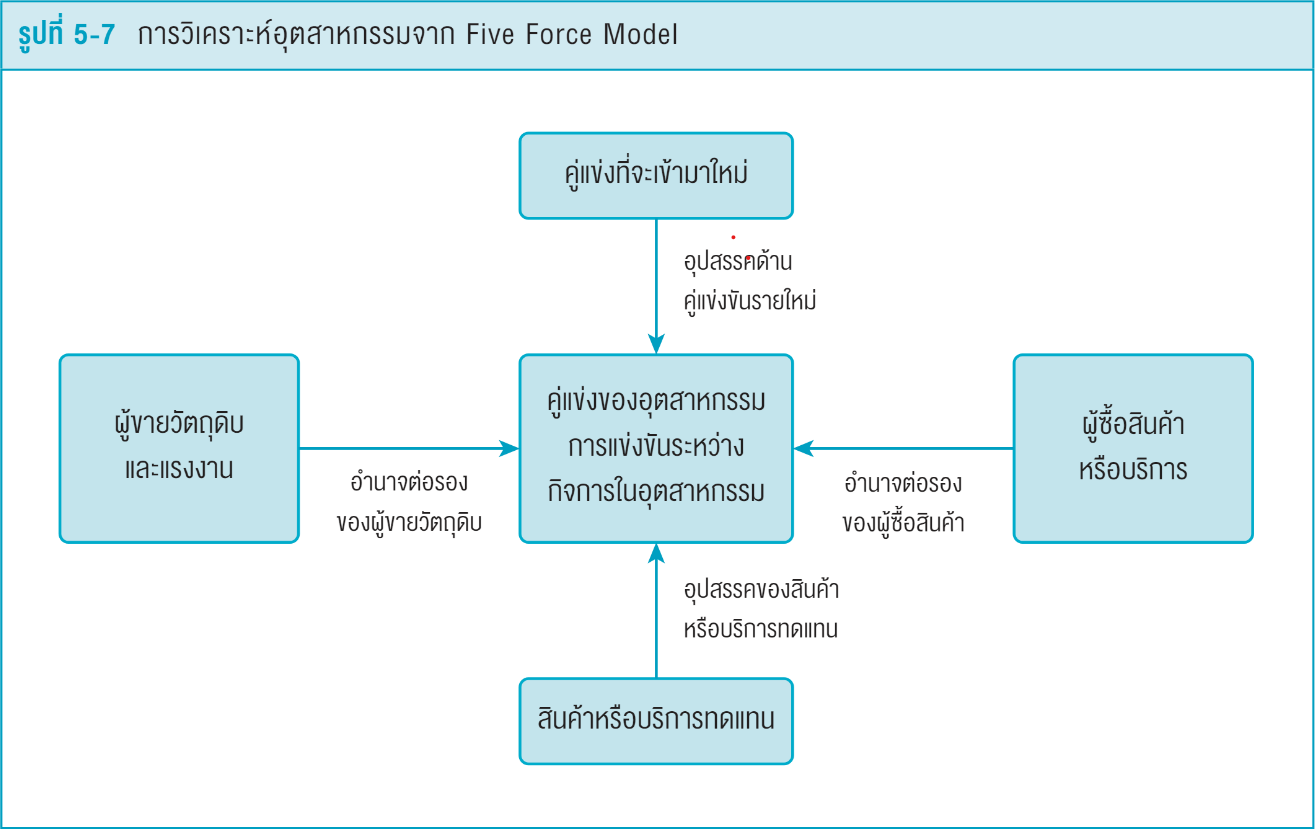 รูปที่ 5-7 การวิเคราะห์อุตสาหกรรมจาก Five Force Model
คู่แข่งที่จะเข้ามาใหม่
อุปสรรคด้าน
คู่แข่งขันรายใหม่
ผู้ขายวัตถุดิบ
และแรงงาน
อำนาจต่อรอง
ของผู้ขายวัตถุดิบ
คู่แข่งของอุตสาหกรรม
การแข่งขันระหว่าง
กิจการในอุตสาหกรรม
อำนาจต่อรอง
ของผู้ซื้อสินค้า
ผู้ซื้อสินค้า
หรือบริการ
อุปสรรคของสินค้า
หรือบริการทดแทน
สินค้าหรือบริการทดแทน